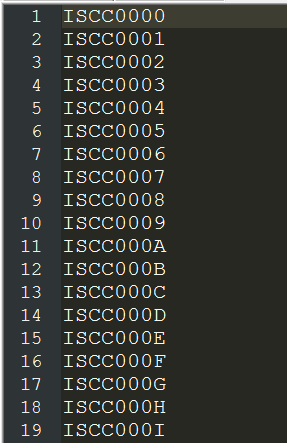 1 ISCC0000
2 ISCC0001
3 ISCC0002
4 ISCC0003
5 ISCC0004
6 ISCC0005
7 ISCC0006
8 ISCC0007
9 ISCC0008
10 ISCC0009
11 ISCC000A
12 ISCC000B
13 ISCC000C
14 ISCC000D
15 ISCC000E
16 ISCC000F
17 ISCC000G
18 ISCC000H
19 ISCC000I